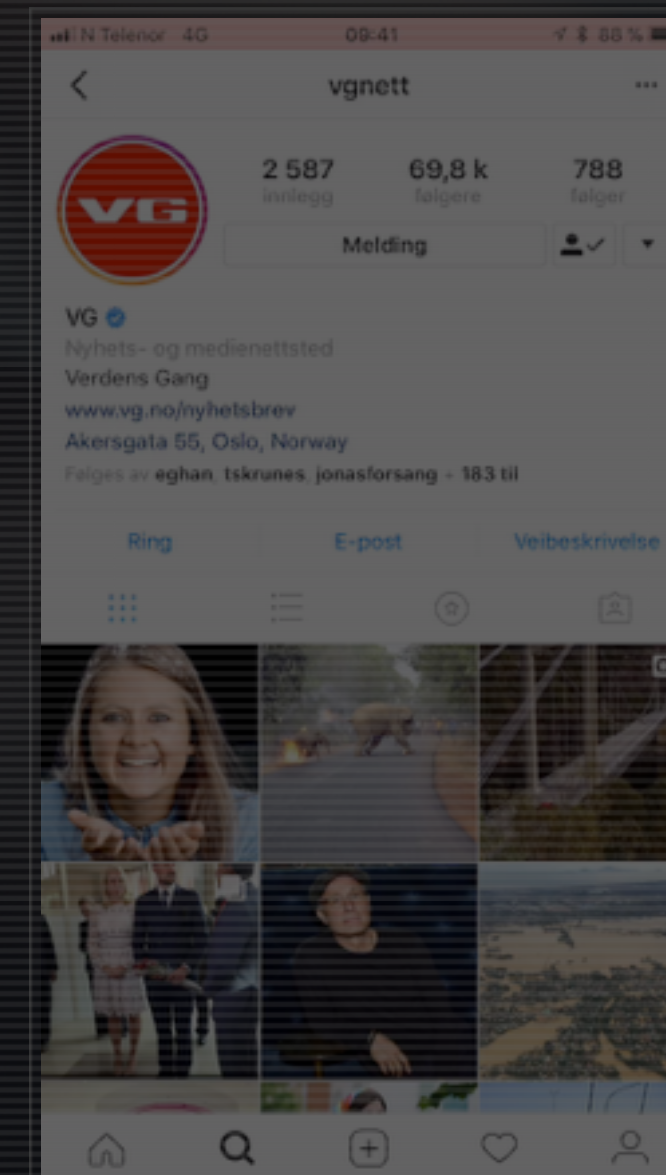 N Telenor 4G 09:41 88 %
vgnett
VG
2 587 69,8 k 788
innlegg følgere følger
Melding
VG
Nyhets- og medienettsted
Verdens Gang
www.vg.no/nyhetsbrev
Akersgata 55, Oslo, Norway
Følges av eghan, tskrunes, jonasforsang + 183 til
Ring E-post Veibeskrivelse